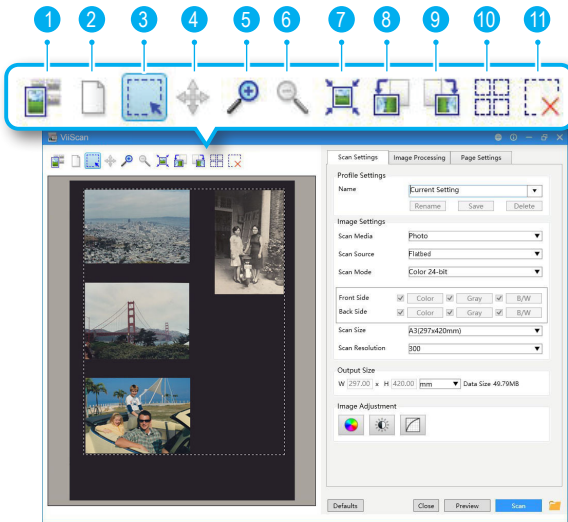 1 2 3 4 5 6 7 8 9 10 11
ViiScan
Scan Settings Image Processing Page Settings
Profile Settings
Name Current Setting
Rename Save Delete
Image Settings
Scan Media Photo
Scan Source Flatbed
Scan Mode Color 24-bit
Front Side Color Gray B/W
Back Side Color Gray B/W
Scan Size A3(297x420mm)
Scan Resolution 300
Output Size
W 297.00 x H 420.00 mm Data Size 49.79MB
Image Adjustment
Defaults Close Preview Scan